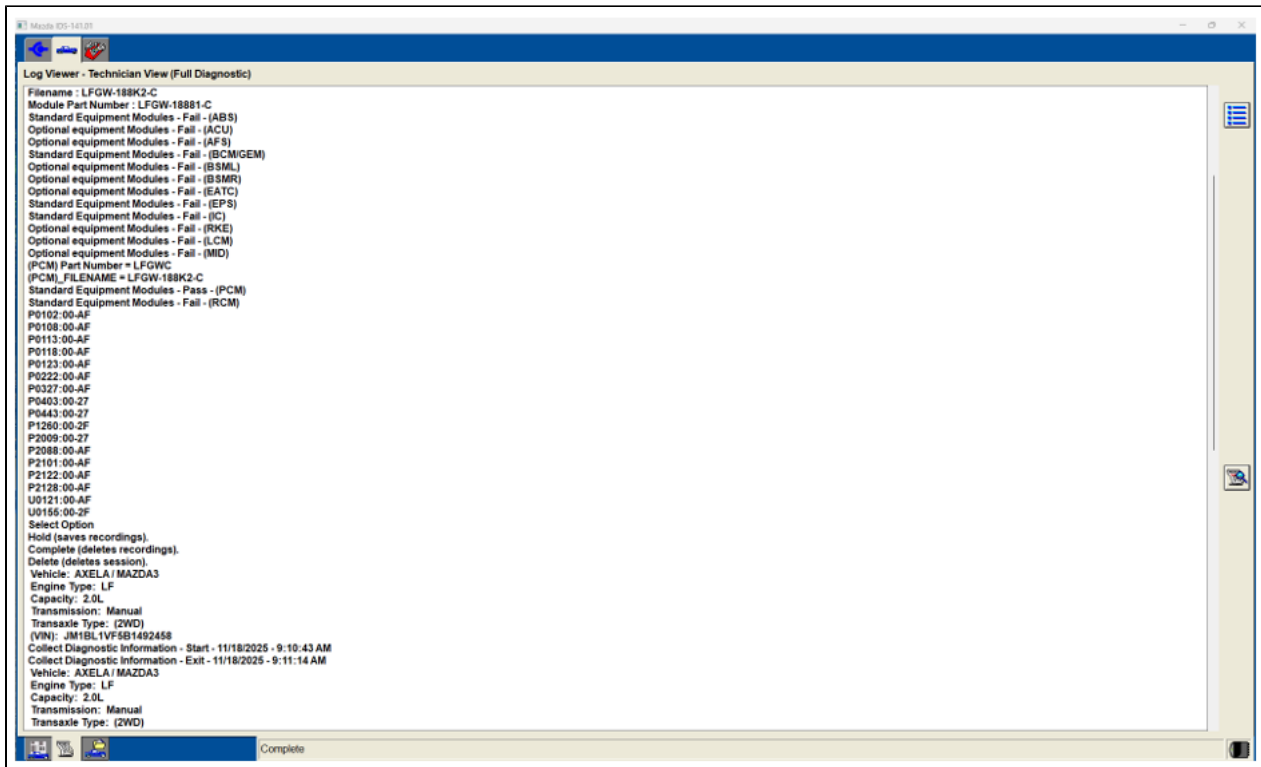 Mazda IDS-141.01
Log Viewer - Technician View (Full Diagnostic)
Filename : LFGW-188K2-C
Module Part Number : LFGW-18881-C
Standard Equipment Modules - Fail - (ABS)
Optional equipment Modules - Fail - (ACU)
Optional equipment Modules - Fail - (AFS)
Standard Equipment Modules - Fail - (BCM/GEM)
Optional equipment Modules - Fail - (BSML)
Optional equipment Modules - Fail - (BSMR)
Optional equipment Modules - Fail - (EATC)
Standard Equipment Modules - Fail - (EPS)
Standard Equipment Modules - Fail - (IC)
Optional equipment Modules - Fail - (RKE)
Optional equipment Modules - Fail - (LCM)
Optional equipment Modules - Fail - (MID)
(PCM) Part Number = LFGWC
(PCM)_FILENAME = LFGW-188K2-C
Standard Equipment Modules - Pass - (PCM)
Standard Equipment Modules - Fail - (RCM)
P0102:00-AF
P0108:00-AF
P0113:00-AF
P0118:00-AF
P0123:00-AF
P0222:00-AF
P0327:00-AF
P0403:00-27
P0443:00-27
P1260:00-2F
P2009:00-27
P2088:00-AF
P2101:00-AF
P2122:00-AF
P2128:00-AF
U0121:00-AF
U0155:00-2F
Select Option
Hold (saves recordings).
Complete (deletes recordings).
Delete (deletes session).
Vehicle: AXELA / MAZDA3
Engine Type: LF
Capacity: 2.0L
Transmission: Manual
Transaxle Type: (2WD)
(VIN): JM1BL1VF5B1492458
Collect Diagnostic Information - Start - 11/18/2025 - 9:10:43 AM
Collect Diagnostic Information - Exit - 11/18/2025 - 9:11:14 AM
Vehicle: AXELA / MAZDA3
Engine Type: LF
Capacity: 2.0L
Transmission: Manual
Transaxle Type: (2WD)
Complete